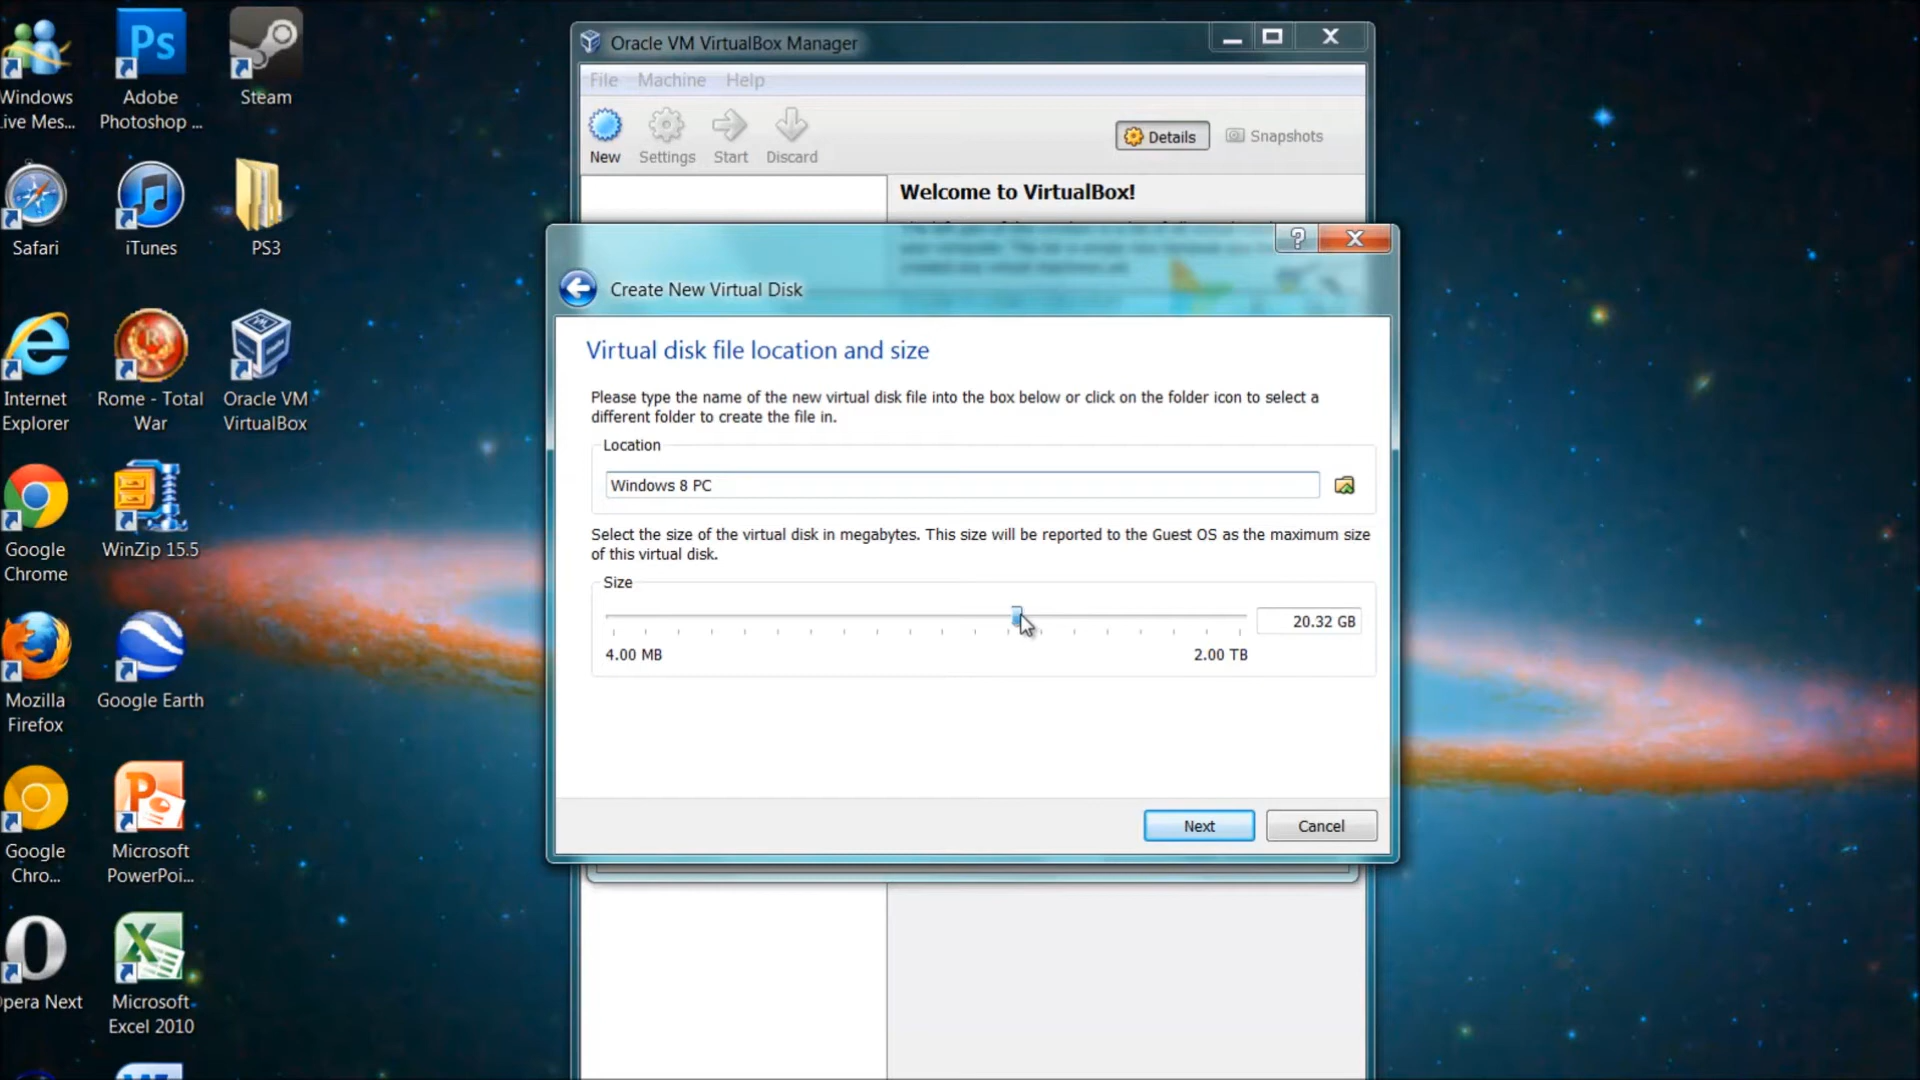 Windows
ive Mes...
Adobe
Photoshop ...
Steam
Safari
iTunes
PS3
Internet
Explorer
Rome - Total
War
Oracle VM
VirtualBox
Google
Chrome
WinZip 15.5
Mozilla
Firefox
Google Earth
Google
Chro...
Microsoft
PowerPoi...
pera Next
Microsoft
Excel 2010
Ps
Oracle VM VirtualBox Manager
File Machine Help
New Settings Start Discard
Details Snapshots
Welcome to VirtualBox!
Create New Virtual Disk
Virtual disk file location and size
Please type the name of the new virtual disk file into the box below or click on the folder icon to select a
different folder to create the file in.
Location
Windows 8 PC
Select the size of the virtual disk in megabytes. This size will be reported to the Guest OS as the maximum size
of this virtual disk.
Size
20.32 GB
4.00 MB 2.00 TB
Next Cancel